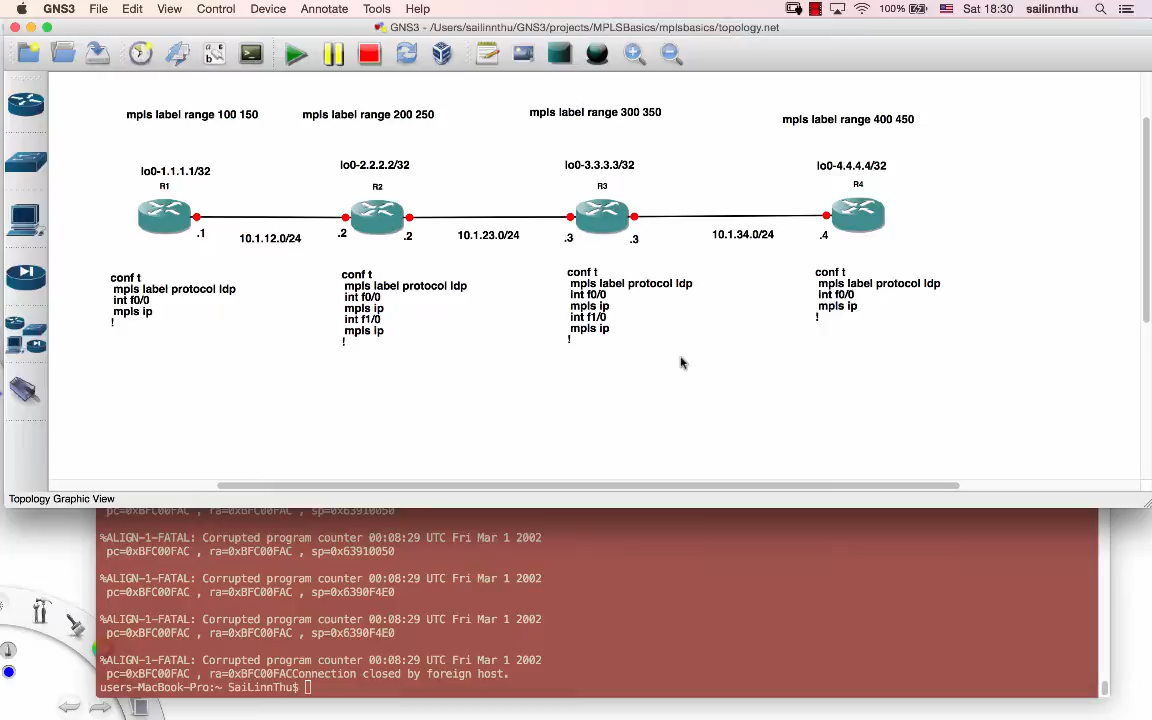 GNS3 File Edit View Control Device Annotate Tools Help 100% Sat 18:30 sailinnthu
GNS3 - /Users/sailinnthu/GNS3/projects/MPLSBasics/mplsbasics/topology.net
mpls label range 100 150
mpls label range 200 250
mpls label range 300 350
mpls label range 400 450
lo0-1.1.1.1/32
lo0-2.2.2.2/32
lo0-3.3.3.3/32
lo0-4.4.4.4/32
R1
R2
R3
R4
.1
10.1.12.0/24
.2
.2
10.1.23.0/24
.3
.3
10.1.34.0/24
.4
conf t
mpls label protocol ldp
int f0/0
mpls ip
!
conf t
mpls label protocol ldp
int f0/0
mpls ip
int f1/0
mpls ip
!
conf t
mpls label protocol ldp
int f0/0
mpls ip
int f1/0
mpls ip
!
conf t
mpls label protocol ldp
int f0/0
mpls ip
!
Topology Graphic View
pc=0xBFC00FAC , ra=0xBFC00FAC , sp=0x63910050
%ALIGN-1-FATAL: Corrupted program counter 00:08:29 UTC Fri Mar 1 2002
pc=0xBFC00FAC , ra=0xBFC00FAC , sp=0x63910050
%ALIGN-1-FATAL: Corrupted program counter 00:08:29 UTC Fri Mar 1 2002
pc=0xBFC00FAC , ra=0xBFC00FAC , sp=0x6390F4E0
%ALIGN-1-FATAL: Corrupted program counter 00:08:29 UTC Fri Mar 1 2002
pc=0xBFC00FAC , ra=0xBFC00FAC , sp=0x6390F4E0
%ALIGN-1-FATAL: Corrupted program counter 00:08:29 UTC Fri Mar 1 2002
pc=0xBFC00FAC , ra=0xBFC00FACConnection closed by foreign host.
users-MacBook-Pro:~ SaiLinnThu$